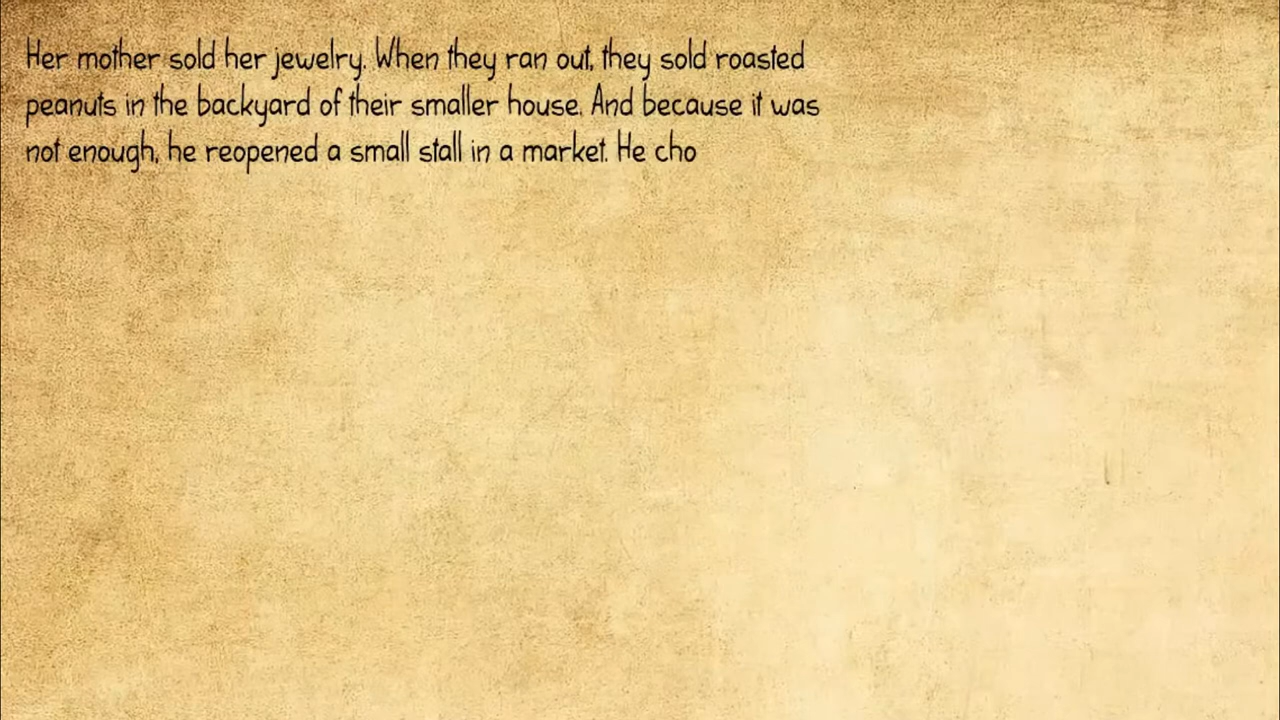 Her mother sold her jewelry. When they ran out, they sold roasted
peanuts in the backyard of their smaller house. And because it was
not enough, he reopened a small stall in a market. He cho